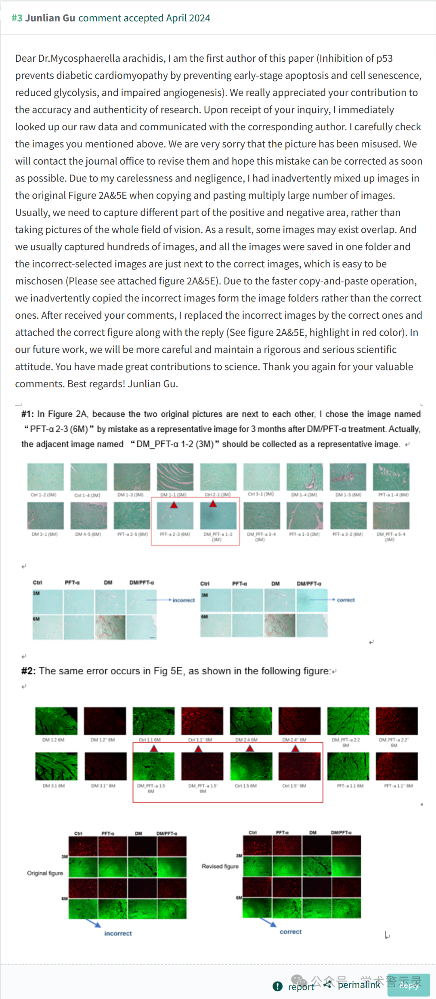 #3 Junlian Gu comment accepted April 2024
Dear Dr.Mycosphaerella arachidis, I am the first author of this paper (Inhibition of p53
prevents diabetic cardiomyopathy by preventing early-stage apoptosis and cell senescence,
reduced glycolysis, and impaired angiogenesis). We really appreciated your contribution to
the accuracy and authenticity of research. Upon receipt of your inquiry, I immediately
looked up our raw data and communicated with the corresponding author. I carefully check
the images you mentioned above. We are very sorry that the picture has been misused. We
will contact the journal office to revise them and hope this mistake can be corrected as soon
as possible. Due to my carelessness and negligence, I had inadvertently mixed up images in
the original Figure 2A&5E when copying and pasting multiply large number of images.
Usually, we need to capture different part of the positive and negative area, rather than
taking pictures of the whole field of vision. As a result, some images may exist overlap. And
we usually captured hundreds of images, and all the images were saved in one folder and
the incorrect-selected images are just next to the correct images, which is easy to be
mischosen (Please see attached figure 2A&5E). Due to the faster copy-and-paste operation,
we inadvertently copied the incorrect images form the image folders rather than the correct
ones. After received your comments, I replaced the incorrect images by the correct ones and
attached the correct figure along with the reply (See figure 2A&5E, highlight in red color). In
our future work, we will be more careful and maintain a rigorous and serious scientific
attitude. You have made great contributions to science. Thank you again for your valuable
comments. Best regards! Junlian Gu.
#1: In Figure 2A, because the two original pictures are next to each other, I chose the image named
“PFT-α 2-3 (6M)” by mistake as a representative image for 3 months after DM/PFT-α treatment. Actually,
the adjacent image named “DM_PFT-α 1-2 (3M)” should be collected as a representative image.
Ctrl 1-2 (3M) Ctrl 1-4 (3M) DM 1-3 (3M) DM 1-1 (3M) Ctrl 2-1 (3M) Ctrl 3-1 (3M) DM 1-4 (3M) DM 1-5 (6M) PFT-a 1-4 (6M)
DM 3-1 (6M) DM 4-5 (6M) PFT-a 2-5 (6M) PFT-a 2-3 (6M) DM_PFT-a 1-2 (3M) DM_PFT-a 3-4 (3M) PFT-a 1-3 (3M) PFT-a 3-2 (6M) DM_PFT-a 5-4 (3M)
Ctrl PFT-α DM DM/PFT-α
3M
incorrect
6M
Ctrl PFT-α DM DM/PFT-α
3M
correct
6M
#2: The same error occurs in Fig 5E, as shown in the following figure:
DM 1.2 6M DM 1.2" 6M Ctrl 1.1 6M Ctrl 1.1" 6M DM 2.4 6M DM 2.4" 6M DM_PFT-a 2.2 6M DM_PFT-a 2.2" 6M
DM 3.1 6M DM 3.1" 6M DM_PFT-a 1.5 6M DM_PFT-a 1.5' 6M Ctrl 1.5 6M Ctrl 1.5" 6M PFT-a 1.1 6M PFT-a 1.1" 6M
Ctrl PFT-α DM DM/PFT-α
3M
Original figure
6M
incorrect
Ctrl PFT-α DM DM/PFT-α
3M
Revised figure
6M
correct
report permalink Reply
公众号 · 学术警示录